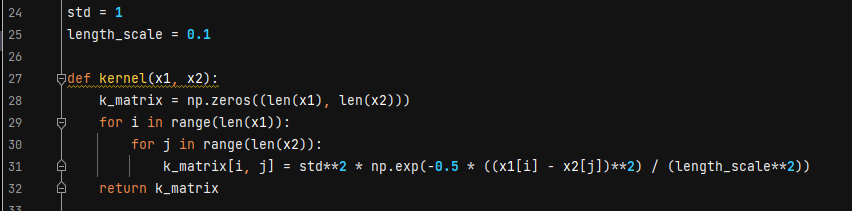 24 std = 1
25 length_scale = 0.1
26
27 def kernel(x1, x2):
28     k_matrix = np.zeros((len(x1), len(x2)))
29     for i in range(len(x1)):
30         for j in range(len(x2)):
31             k_matrix[i, j] = std**2 * np.exp(-0.5 * ((x1[i] - x2[j])**2) / (length_scale**2))
32     return k_matrix
33